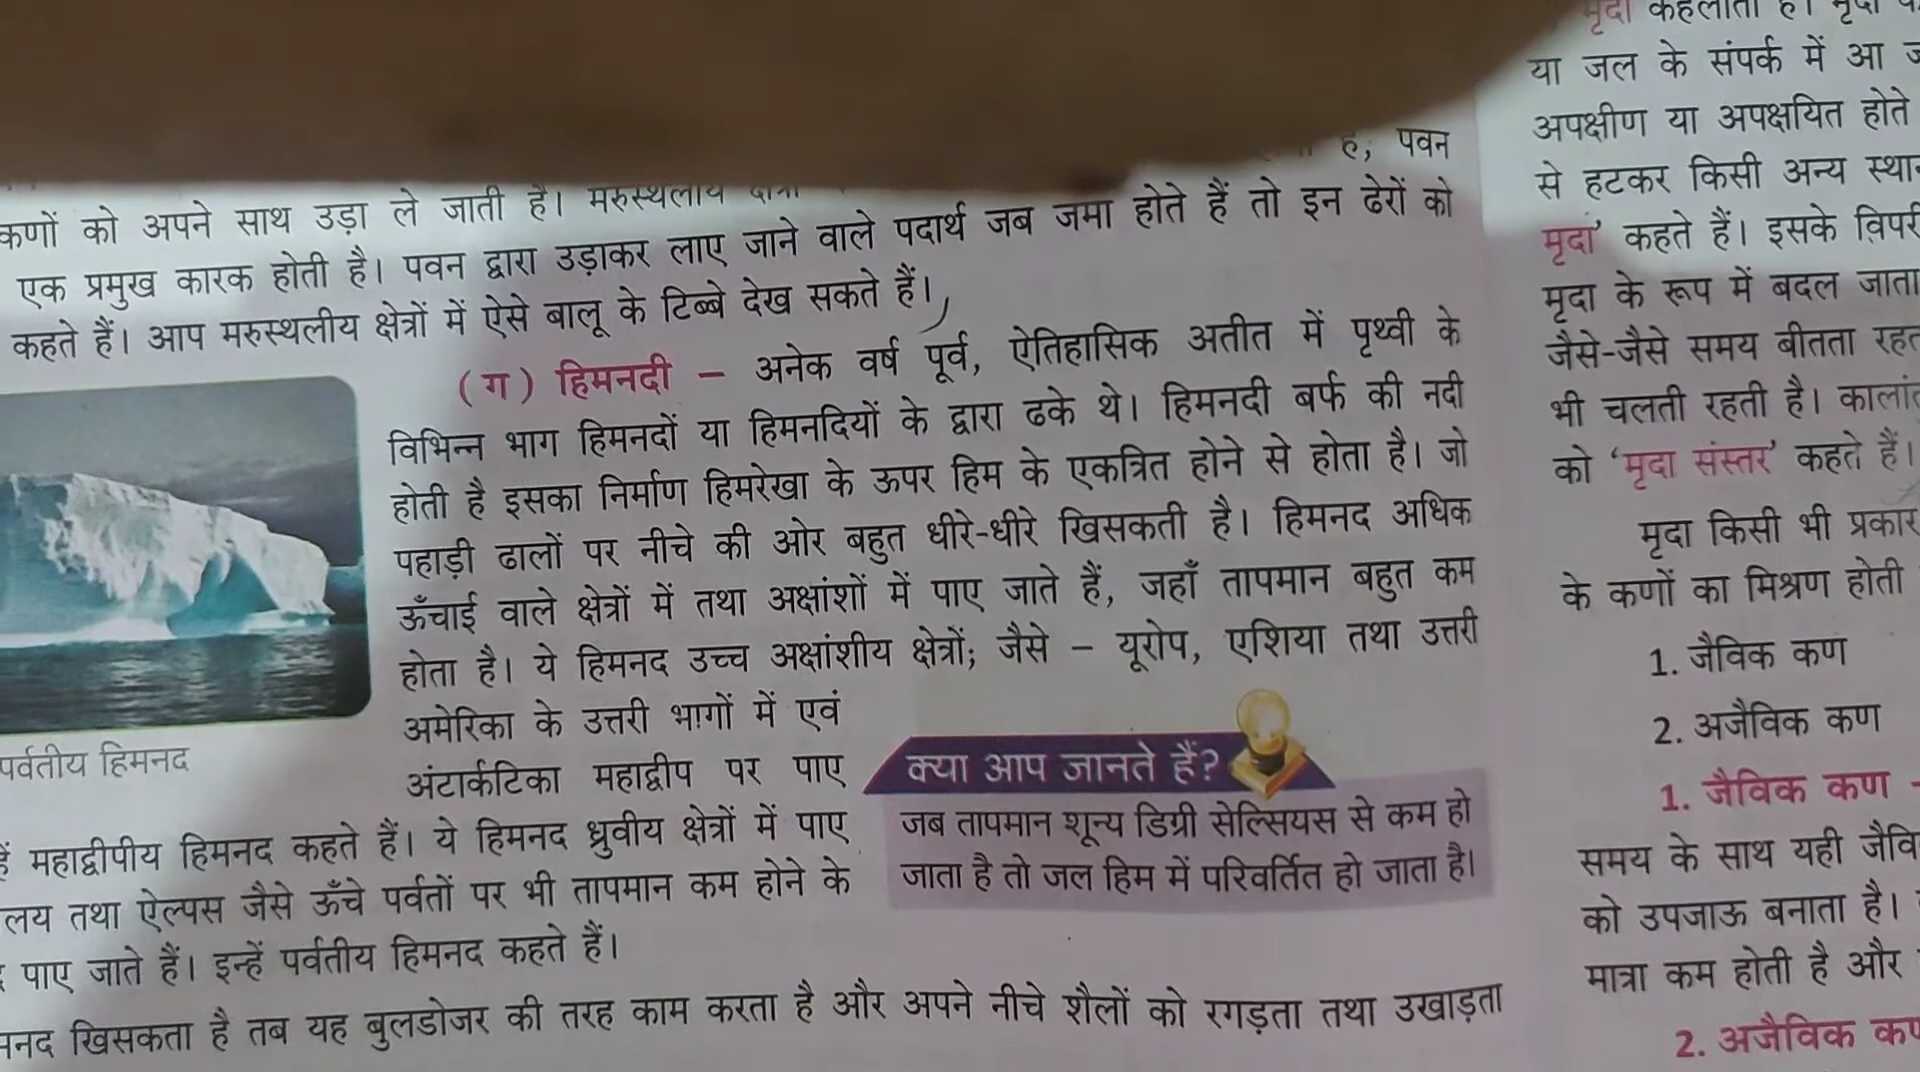 है, पवन
कणों को अपने साथ उड़ा ले जाती है। मरुस्थलीय
एक प्रमुख कारक होती है। पवन द्वारा उड़ाकर लाए जाने वाले पदार्थ जब जमा होते हैं तो इन ढेरों को
कहते हैं। आप मरुस्थलीय क्षेत्रों में ऐसे बालू के टिब्बे देख सकते हैं।
(ग) हिमनदी – अनेक वर्ष पूर्व, ऐतिहासिक अतीत में पृथ्वी के
विभिन्न भाग हिमनदों या हिमनदियों के द्वारा ढके थे। हिमनदी बर्फ की नदी
होती है इसका निर्माण हिमरेखा के ऊपर हिम के एकत्रित होने से होता है। जो
पहाड़ी ढालों पर नीचे की ओर बहुत धीरे-धीरे खिसकती है। हिमनद अधिक
ऊँचाई वाले क्षेत्रों में तथा अक्षांशों में पाए जाते हैं, जहाँ तापमान बहुत कम
होता है। ये हिमनद उच्च अक्षांशीय क्षेत्रों; जैसे – यूरोप, एशिया तथा उत्तरी
अमेरिका के उत्तरी भागों में एवं
अंटार्कटिका महाद्वीप पर पाए
पर्वतीय हिमनद
महाद्वीपीय हिमनद कहते हैं। ये हिमनद ध्रुवीय क्षेत्रों में पाए
तथा ऐल्पस जैसे ऊँचे पर्वतों पर भी तापमान कम होने के
पाए जाते हैं। इन्हें पर्वतीय हिमनद कहते हैं।
खिसकता है तब यह बुलडोजर की तरह काम करता है और अपने नीचे शैलों को रगड़ता तथा उखाड़ता
क्या आप जानते हैं?
जब तापमान शून्य डिग्री सेल्सियस से कम हो
जाता है तो जल हिम में परिवर्तित हो जाता है।
मृदा कहलाती है। मृदा
या जल के संपर्क में आ
अपक्षीण या अपक्षयित होते
से हटकर किसी अन्य
मृदा' कहते हैं। इसके
मृदा के रूप में बदल जाता
जैसे-जैसे समय बीतता
भी चलती रहती है।
को 'मृदा संस्तर' कहते हैं।
मृदा किसी भी प्रकार
के कणों का मिश्रण होती
1. जैविक कण
2. अजैविक कण
1. जैविक कण -
समय के साथ यही
को उपजाऊ बनाता है।
मात्रा कम होती है और
2. अजैविक